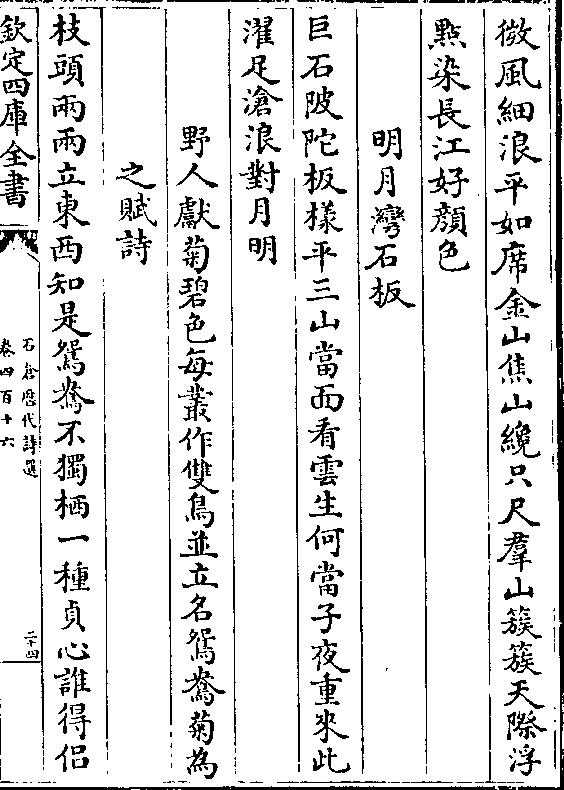 微風細浪平如席金山焦山纔只尺羣山簇簇天際浮
點染長江好顔色
明月灣石板
巨石陂陀板樣平三山當面看雲生何當子夜重來此
濯足滄浪對月明
野人獻菊碧色每叢作雙鳥並立名鴛鴦菊為
之賦詩
枝頭兩兩立東西知是鴛鴦不獨栖一種貞心誰得侣
欽定四庫全書
石倉歷代詩選
卷四百十六
二十四